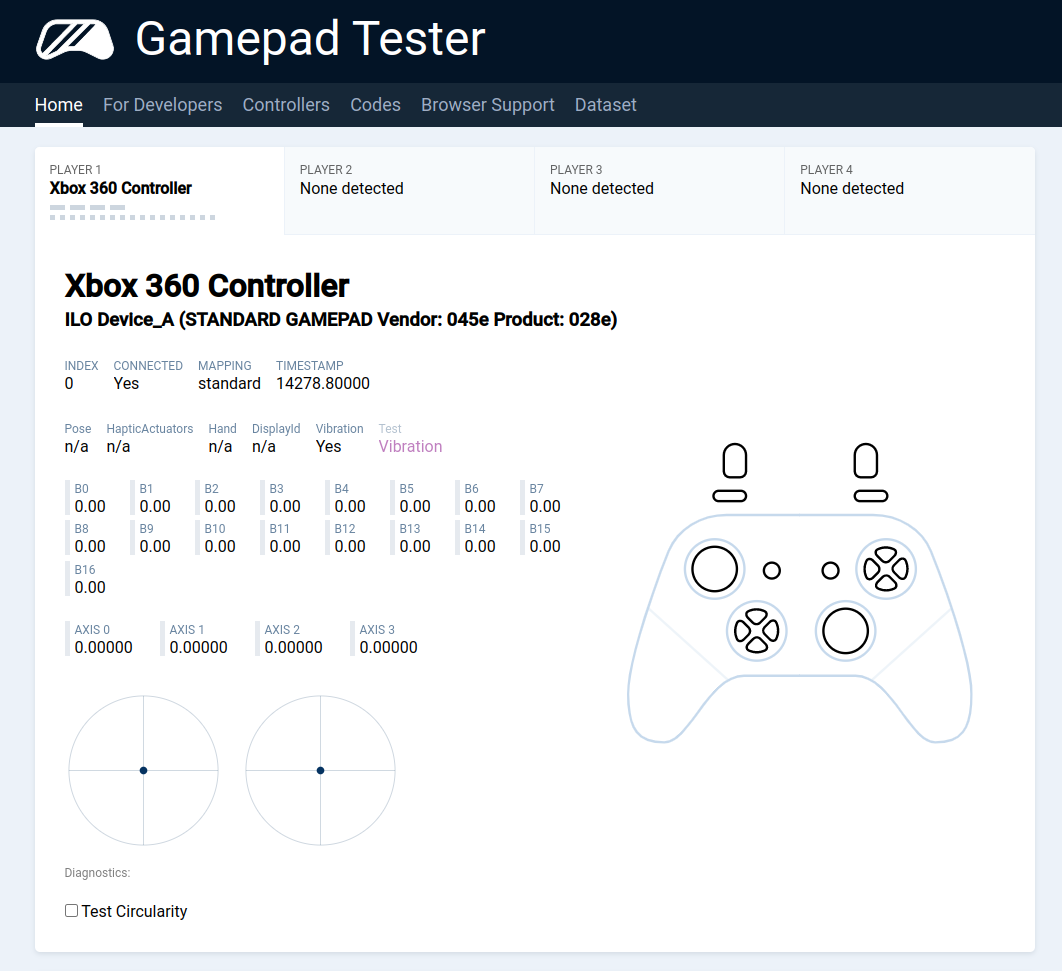 Gamepad Tester
Home For Developers Controllers Codes Browser Support Dataset
PLAYER 1 PLAYER 2 PLAYER 3 PLAYER 4
Xbox 360 Controller None detected None detected None detected
Xbox 360 Controller
ILO Device_A (STANDARD GAMEPAD Vendor: 045e Product: 028e)
INDEX CONNECTED MAPPING TIMESTAMP
0 Yes standard 14278.80000
Pose HapticActuators Hand DisplayId Vibration Test
n/a n/a n/a n/a Yes Vibration
B0 B1 B2 B3 B4 B5 B6 B7
0.00 0.00 0.00 0.00 0.00 0.00 0.00 0.00
B8 B9 B10 B11 B12 B13 B14 B15
0.00 0.00 0.00 0.00 0.00 0.00 0.00 0.00
B16
0.00
AXIS 0 AXIS 1 AXIS 2 AXIS 3
0.00000 0.00000 0.00000 0.00000
Diagnostics:
Test Circularity